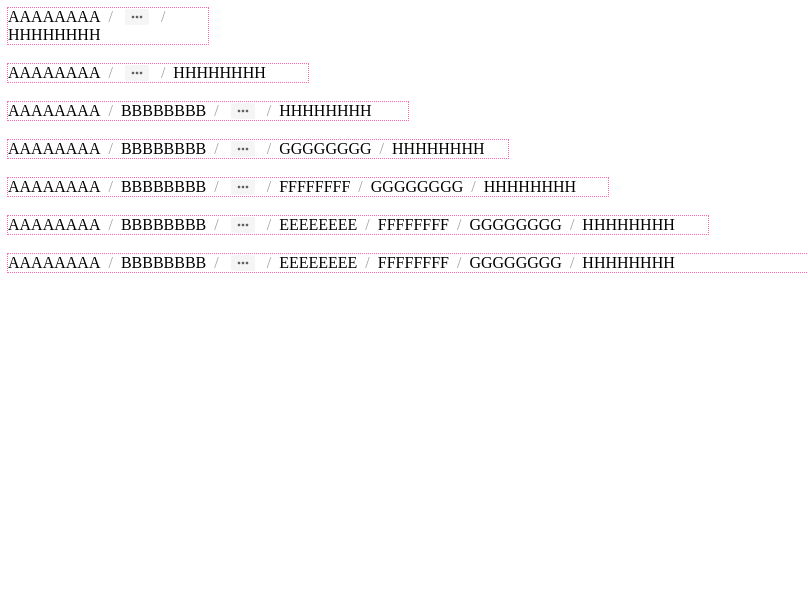 AAAAAAAA / ••• /
HHHHHHHH
AAAAAAAA / ••• / HHHHHHHH
AAAAAAAA / BBBBBBBB / ••• / HHHHHHHH
AAAAAAAA / BBBBBBBB / ••• / GGGGGGGG / HHHHHHHH
AAAAAAAA / BBBBBBBB / ••• / FFFFFFFF / GGGGGGGG / HHHHHHHH
AAAAAAAA / BBBBBBBB / ••• / EEEEEEEE / FFFFFFFF / GGGGGGGG / HHHHHHHH
AAAAAAAA / BBBBBBBB / ••• / EEEEEEEE / FFFFFFFF / GGGGGGGG / HHHHHHHH